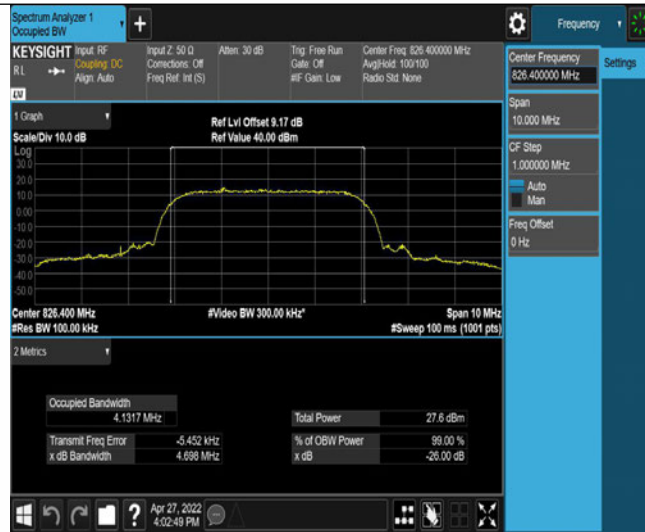 Spectrum Analyzer 1
Occupied BW
+
Frequency
KEYSIGHT
Input: RF
Input Z: 50 Ω
Atten: 30 dB
Trig: Free Run
Center Freq: 826.400000 MHz
RL
Coupling: DC
Corrections: Off
Gate: Off
Avg|Hold: 100/100
Align: Auto
Freq Ref: Int (S)
#IF Gain: Low
Radio Std: None
Center Frequency
826.400000 MHz
Settings
Span
10.000 MHz
CF Step
1.000000 MHz
Auto
Man
Freq Offset
0 Hz
1 Graph
Ref Lvl Offset 9.17 dB
Scale/Div 10.0 dB
Ref Value 40.00 dBm
Log
30.0
20.0
10.0
0.00
-10.0
-20.0
-30.0
-40.0
-50.0
Center 826.400 MHz
#Video BW 300.00 kHz*
Span 10 MHz
#Res BW 100.00 kHz
#Sweep 100 ms (1001 pts)
2 Metrics
Occupied Bandwidth
4.1317 MHz
Total Power
27.6 dBm
Transmit Freq Error
-5.452 kHz
% of OBW Power
99.00 %
x dB Bandwidth
4.698 MHz
x dB
-26.00 dB
?
Apr 27, 2022
4:02:49 PM